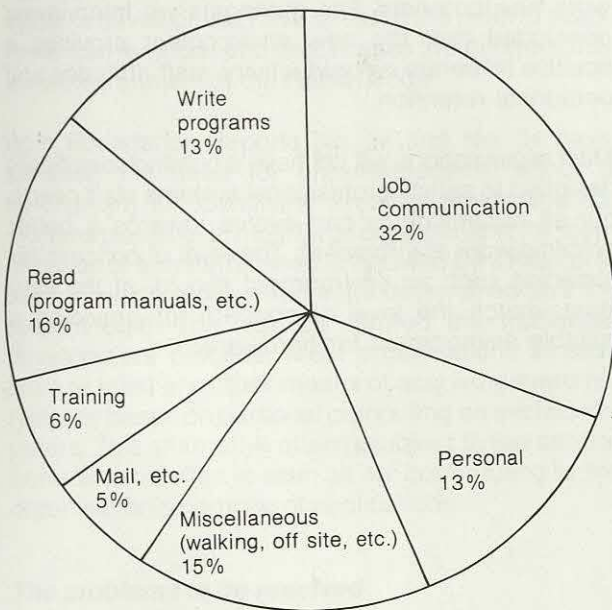 Write
programs
13%
Job
communication
32%
Read
(program manuals, etc.)
16%
Training
6%
Mail, etc.
5%
Miscellaneous
(walking, off site, etc.)
15%
Personal
13%